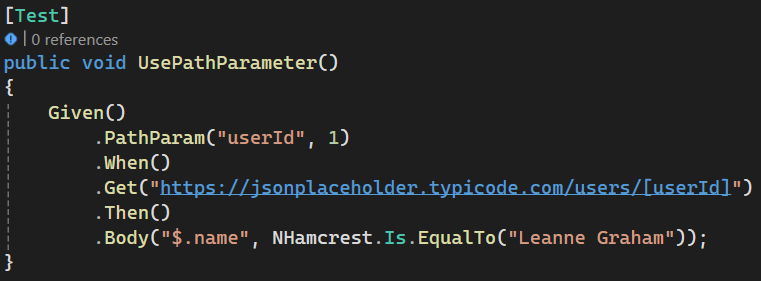 [Test]
| 0 references
public void UsePathParameter()
{
    Given()
        .PathParam("userId", 1)
        .When()
        .Get("https://jsonplaceholder.typicode.com/users/[userId]")
        .Then()
        .Body("$.name", NHamcrest.Is.EqualTo("Leanne Graham"));
}